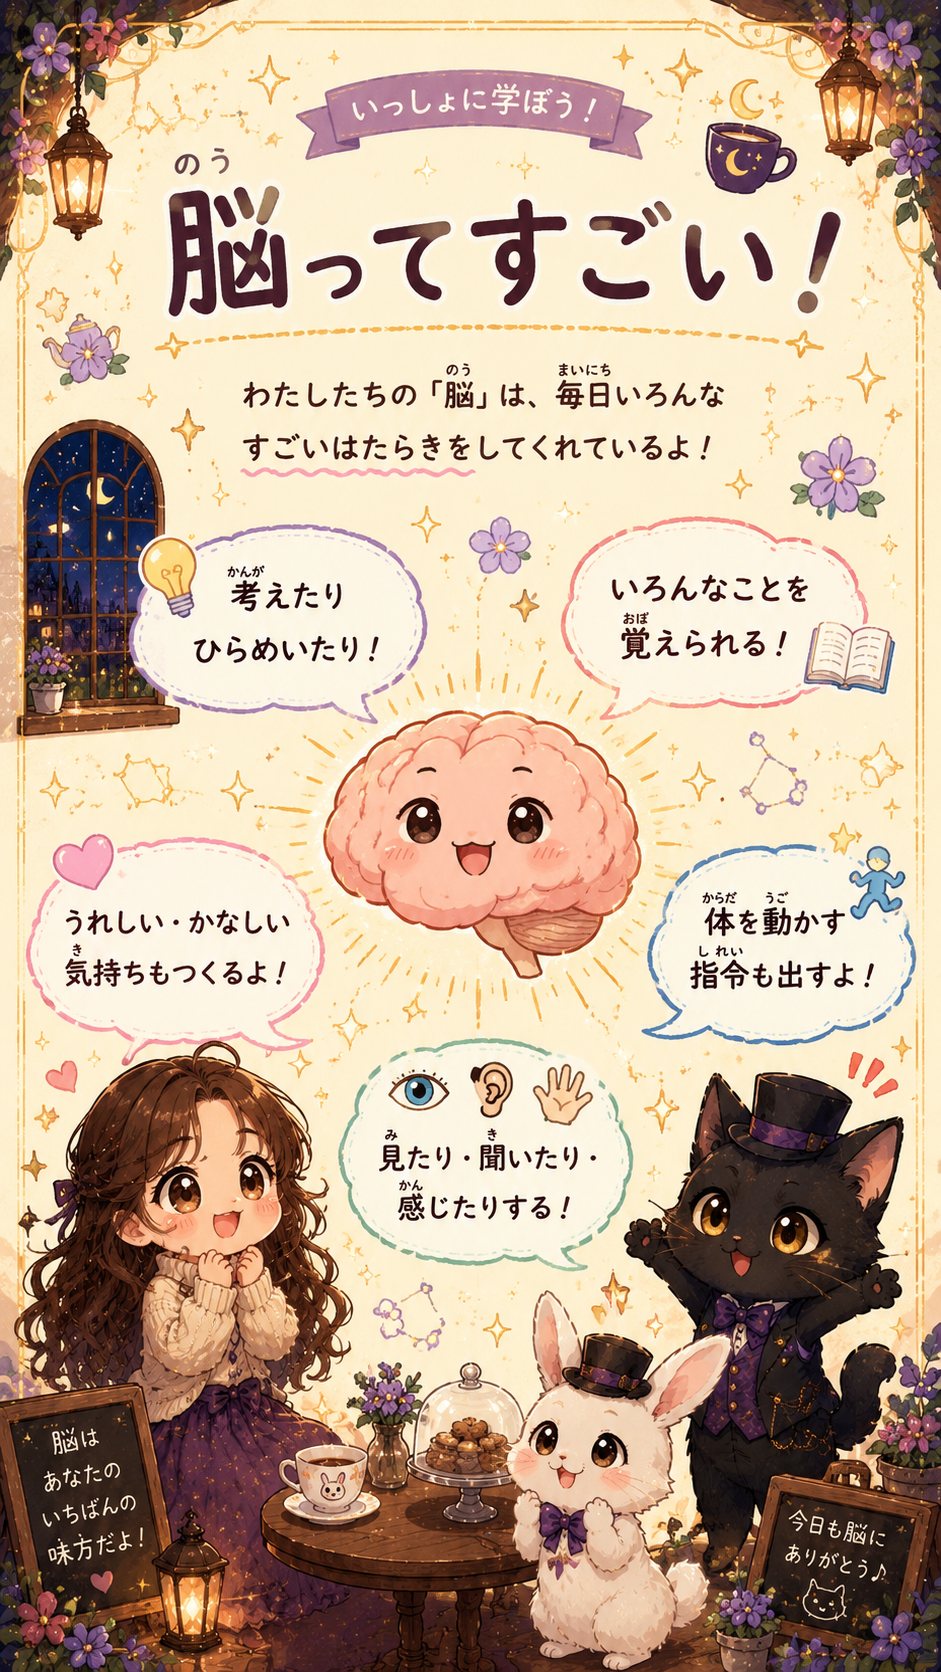 いっしょに学ぼう！
のう
脳ってすごい！
のう まいにち
わたしたちの「脳」は、毎日いろんな
すごいはたらきをしてくれているよ！
かんが
考えたり
ひらめいたり！
いろんなことを
おぼ
覚えられる！
うれしい・かなしい
き
気持ちもつくるよ！
からだ うご
体を動かす
しれい
指令も出すよ！
み き
見たり・聞いたり・
かん
感じたりする！
脳は
あなたの
いちばんの
味方だよ！
今日も脳に
ありがとう♪